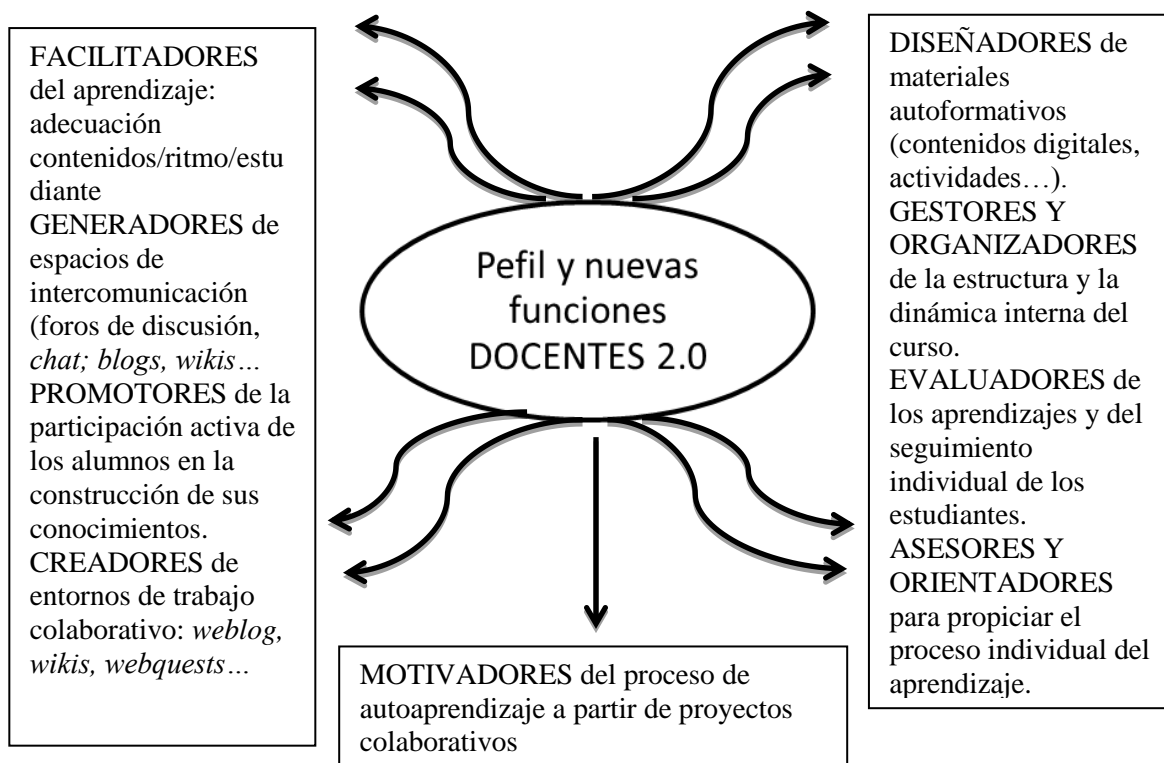 FACILITADORES
del aprendizaje:
adecuación
contenidos/ritmo/estu
diante
GENERADORES de
espacios de
intercomunicación
(foros de discusión,
chat; blogs, wikis…
PROMOTORES de la
participación activa de
los alumnos en la
construcción de sus
conocimientos.
CREADORES de
entornos de trabajo
colaborativo: weblog,
wikis, webquests…
Pefil y nuevas
funciones
DOCENTES 2.0
DISEÑADORES de
materiales
autoformativos
(contenidos digitales,
actividades…).
GESTORES Y
ORGANIZADORES
de la estructura y la
dinámica interna del
curso.
EVALUADORES de
los aprendizajes y del
seguimiento
individual de los
estudiantes.
ASESORES Y
ORIENTADORES
para propiciar el
proceso individual del
aprendizaje.
MOTIVADORES del proceso de
autoaprendizaje a partir de proyectos
colaborativos